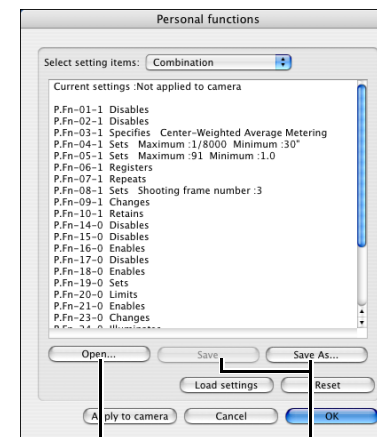 Personal functions
Select setting items: Combination
Current settings :Not applied to camera
P.Fn-01-1 Disables
P.Fn-02-1 Disables
P.Fn-03-1 Specifies Center-Weighted Average Metering
P.Fn-04-1 Sets Maximum :1/8000 Minimum :30"
P.Fn-05-1 Sets Maximum :91 Minimum :1.0
P.Fn-06-1 Registers
P.Fn-07-1 Repeats
P.Fn-08-1 Sets Shooting frame number :3
P.Fn-09-1 Changes
P.Fn-10-1 Retains
P.Fn-14-0 Disables
P.Fn-15-0 Disables
P.Fn-16-0 Enables
P.Fn-17-0 Disables
P.Fn-18-0 Enables
P.Fn-19-0 Sets
P.Fn-20-0 Limits
P.Fn-21-0 Enables
P.Fn-23-0 Changes
P.Fn-24-0 Illuminates
Open... Save Save As...
Load settings Reset
Apply to camera Cancel OK